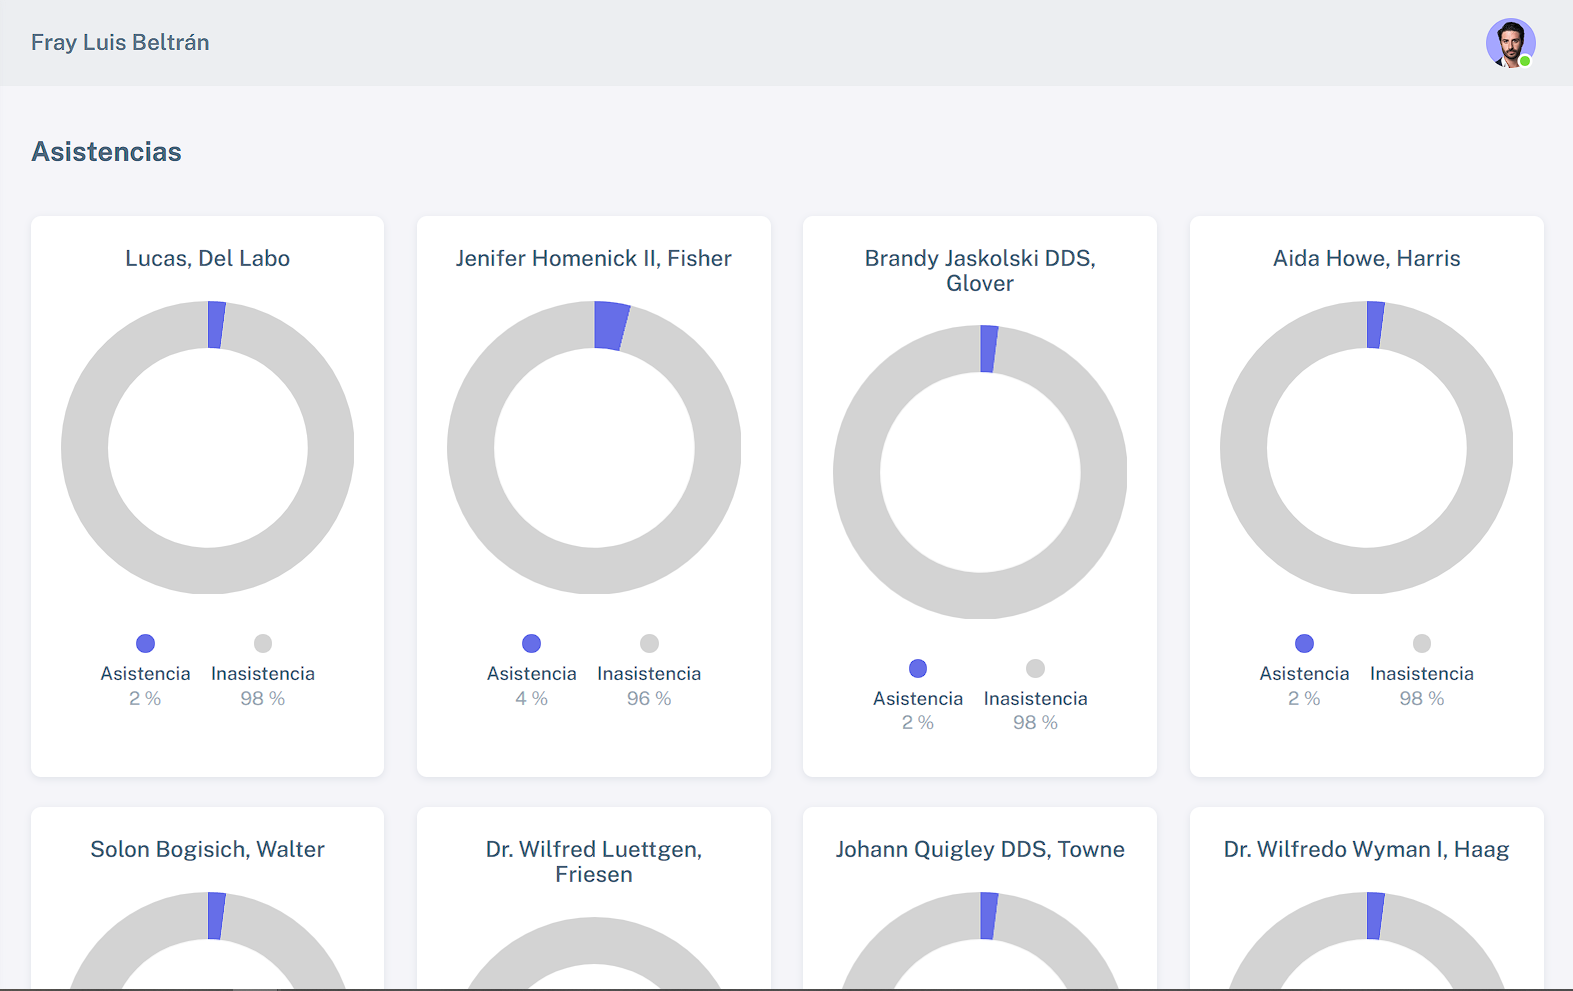 Fray Luis Beltrán
Asistencias
Lucas, Del Labo
Asistencia
2 %
Inasistencia
98 %
Jenifer Homenick II, Fisher
Asistencia
4 %
Inasistencia
96 %
Brandy Jaskolski DDS,
Glover
Asistencia
2 %
Inasistencia
98 %
Aida Howe, Harris
Asistencia
2 %
Inasistencia
98 %
Solon Bogisich, Walter
Dr. Wilfred Luettgen,
Friesen
Johann Quigley DDS, Towne
Dr. Wilfredo Wyman I, Haag